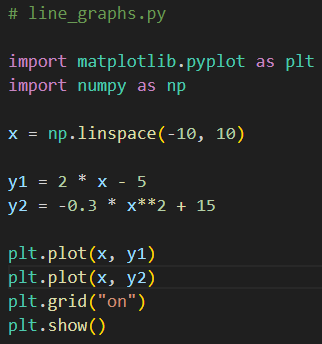 # line_graphs.py
import matplotlib.pyplot as plt
import numpy as np
x = np.linspace(-10, 10)
y1 = 2 * x - 5
y2 = -0.3 * x**2 + 15
plt.plot(x, y1)
plt.plot(x, y2)
plt.grid("on")
plt.show()